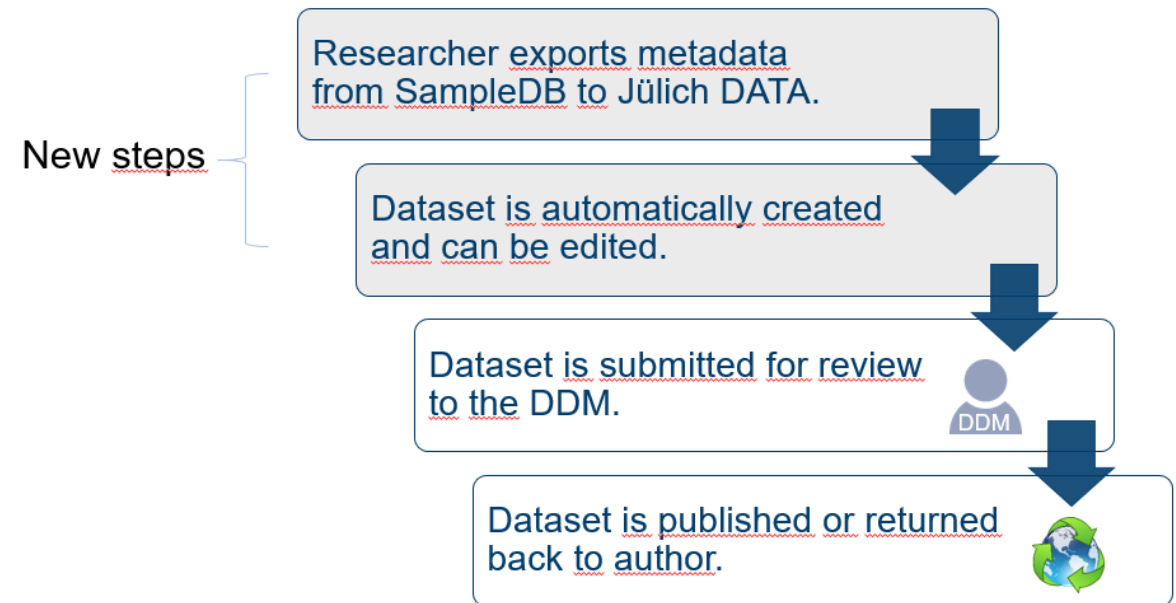 Researcher exports metadata
from SampleDB to Jülich DATA.
New steps
Dataset is automatically created
and can be edited.
Dataset is submitted for review
to the DDM.
DDM
Dataset is published or returned
back to author.